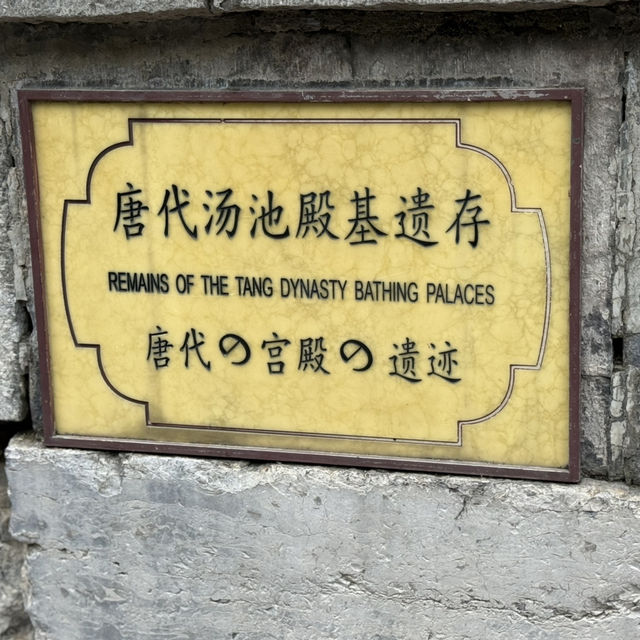 唐代汤池殿基遗存
REMAINS OF THE TANG DYNASTY BATHING PALACES
唐代の宫殿の遗迹